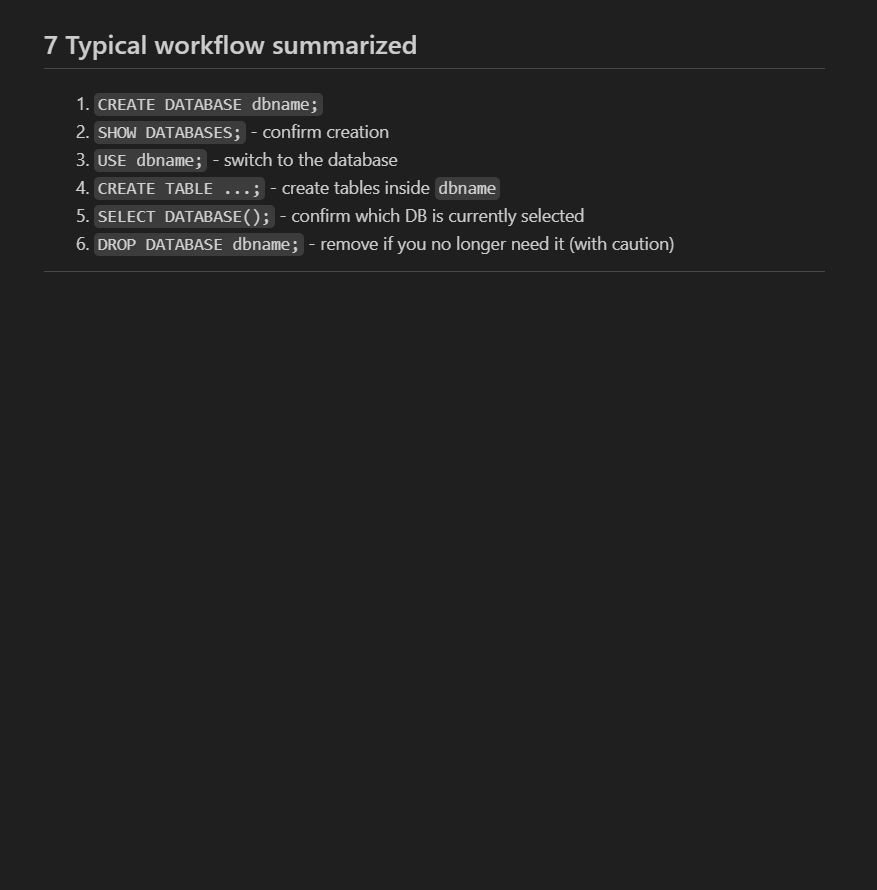 7 Typical workflow summarized
1. CREATE DATABASE dbname;
2. SHOW DATABASES; - confirm creation
3. USE dbname; - switch to the database
4. CREATE TABLE ...; - create tables inside dbname
5. SELECT DATABASE(); - confirm which DB is currently selected
6. DROP DATABASE dbname; - remove if you no longer need it (with caution)